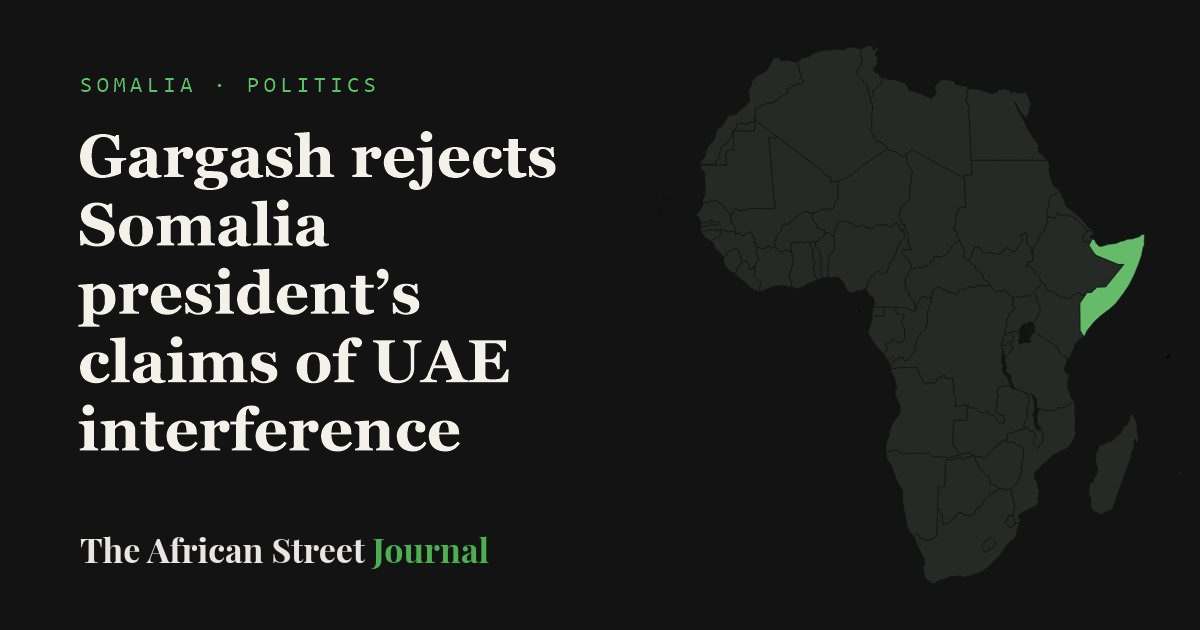 SOMALIA · POLITICS
Gargash rejects
Somalia
president’s
claims of UAE
interference
The African Street Journal